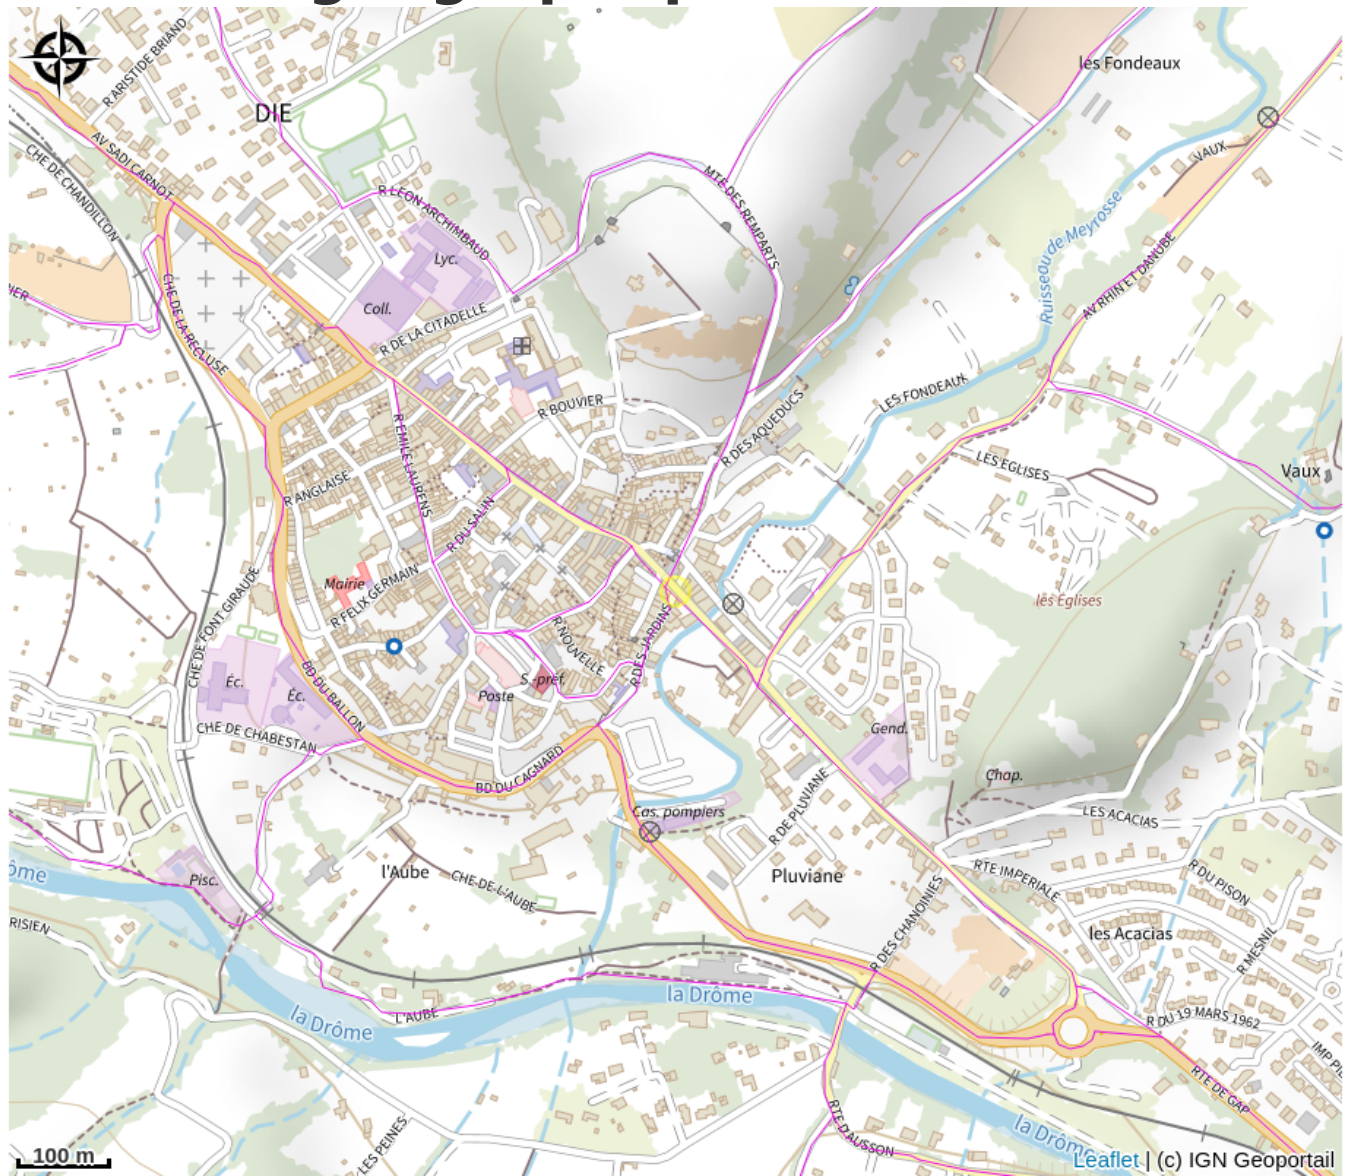 les Fondeaux
R ARISTIDE BRIAND
DIE
AV SADI CARNOT
CHE DE CHANDILLON
VAUX
R LEON ARCHIMBAUD
MTE DES REMPARTS
Ruisseau de Meyrosse
Lyc.
AV RHIN ET DANUBE
Coll.
CHE DE LA RECLUSE
R DE LA CITADELLE
R BOUVIER
LES FONDEAUX
R EMILE LAURENS
R DES AQUEDUCS
LES EGLISES
Vaux
R ANGLAISE
R DU SALIN
Mairie
R FELIX GERMAIN
les Eglises
CHE DE FONT GIRAUDE
R NOUVELLE
R DES JARDINS
Éc.
Éc.
S.-préf.
Poste
BD DU BALLON
Gend.
CHE DE CHABESTAN
BD DU CAGNARD
Chap.
Cas. pompiers
R DE PLUVIANE
LES ACACIAS
l'Aube
CHE DE L'AUBE
Pluviane
Pisc.
RTE IMPERIALE
R DU PISON
ôme
RISIEN
R DES CHANOINES
les Acacias
R MESNIL
la Drôme
la Drôme
L'AUBE
R DU 19 MARS 1962
IMP PIE
RTE DE GAP
RTE D'AUSSON
LES PEINES
la Drôme
100 m
Leaflet | (c) IGN Geoportail